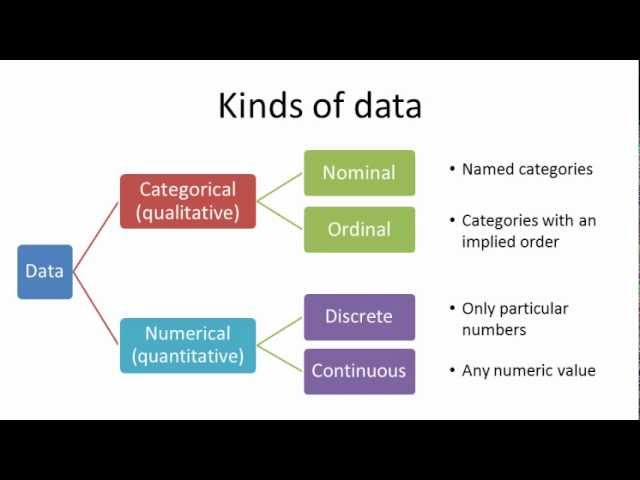 Kinds of data
Data
Categorical
(qualitative)
Nominal
• Named categories
Ordinal
• Categories with an
implied order
Numerical
(quantitative)
Discrete
• Only particular
numbers
Continuous
• Any numeric value